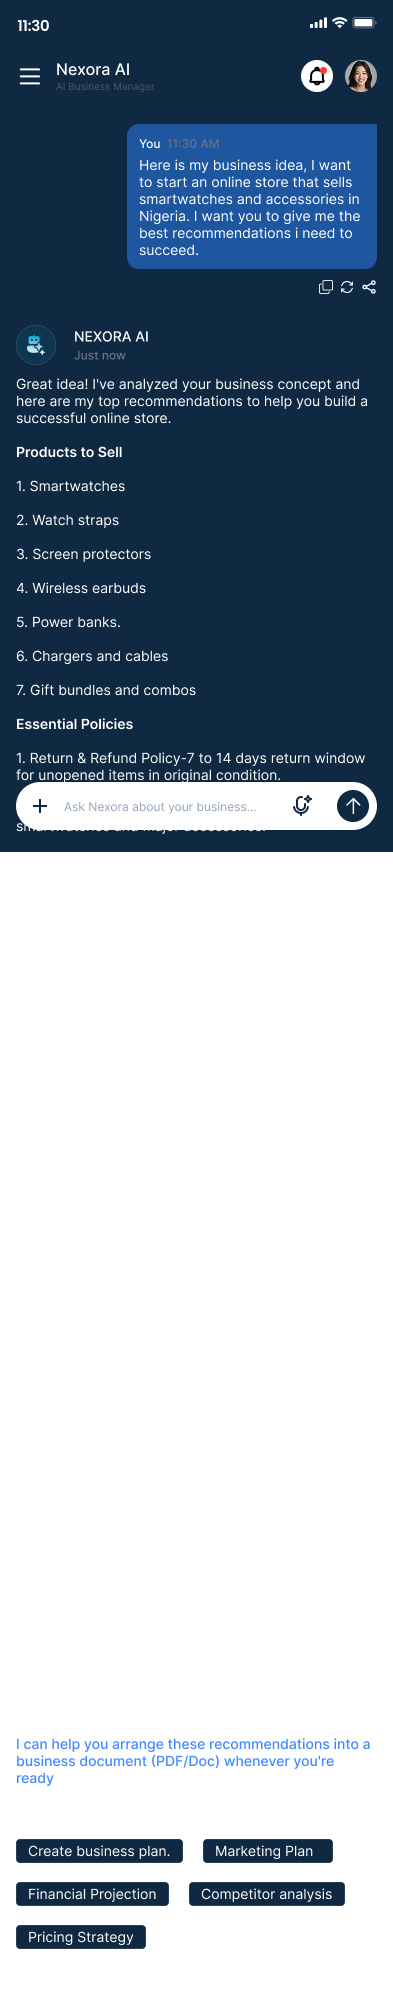 11:30
Nexora AI
AI Business Manager
You 11:30 AM
Here is my business idea, I want
to start an online store that sells
smartwatches and accessories in
Nigeria. I want you to give me the
best recommendations i need to
succeed.
NEXORA AI
Just now
Great idea! I've analyzed your business concept and
here are my top recommendations to help you build a
successful online store.
Products to Sell
1. Smartwatches
2. Watch straps
3. Screen protectors
4. Wireless earbuds
5. Power banks.
6. Chargers and cables
7. Gift bundles and combos
Essential Policies
1. Return & Refund Policy-7 to 14 days return window
for unopened items in original condition.
Ask Nexora about your business...
I can help you arrange these recommendations into a
business document (PDF/Doc) whenever you're
ready
Create business plan.
Marketing Plan
Financial Projection
Competitor analysis
Pricing Strategy